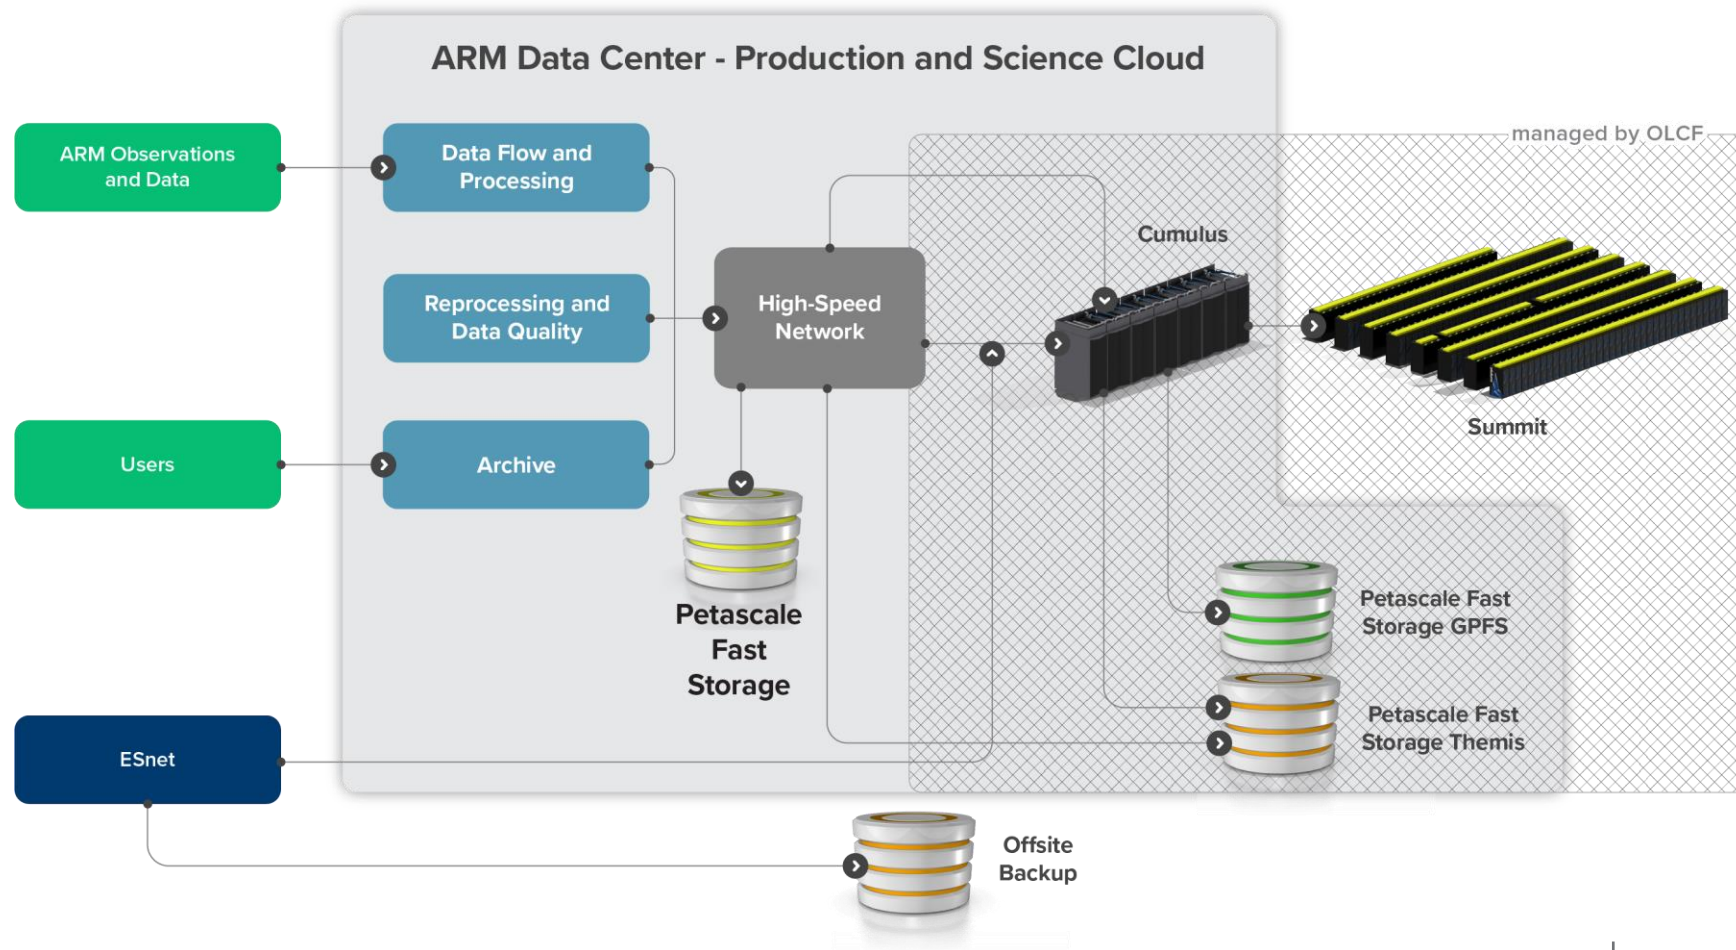 ARM Data Center - Production and Science Cloud
managed by OLCF
ARM Observations
and Data
Data Flow and
Processing
Cumulus
Reprocessing and
Data Quality
High-Speed
Network
Summit
Users
Archive
Petascale
Fast
Storage
Petascale Fast
Storage GPFS
Petascale Fast
Storage Themis
ESnet
Offsite
Backup